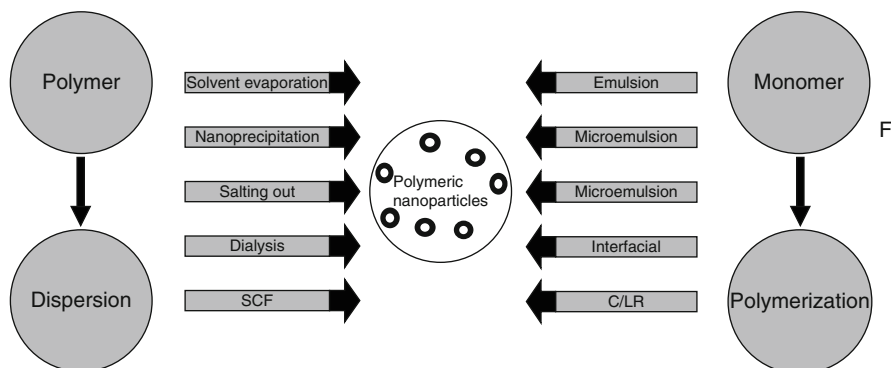 Polymer
Solvent evaporation
Emulsion
Monomer
Nanoprecipitation
Microemulsion
F
Salting out
Polymeric
nanoparticles
Microemulsion
Dialysis
Interfacial
Dispersion
SCF
C/LR
Polymerization